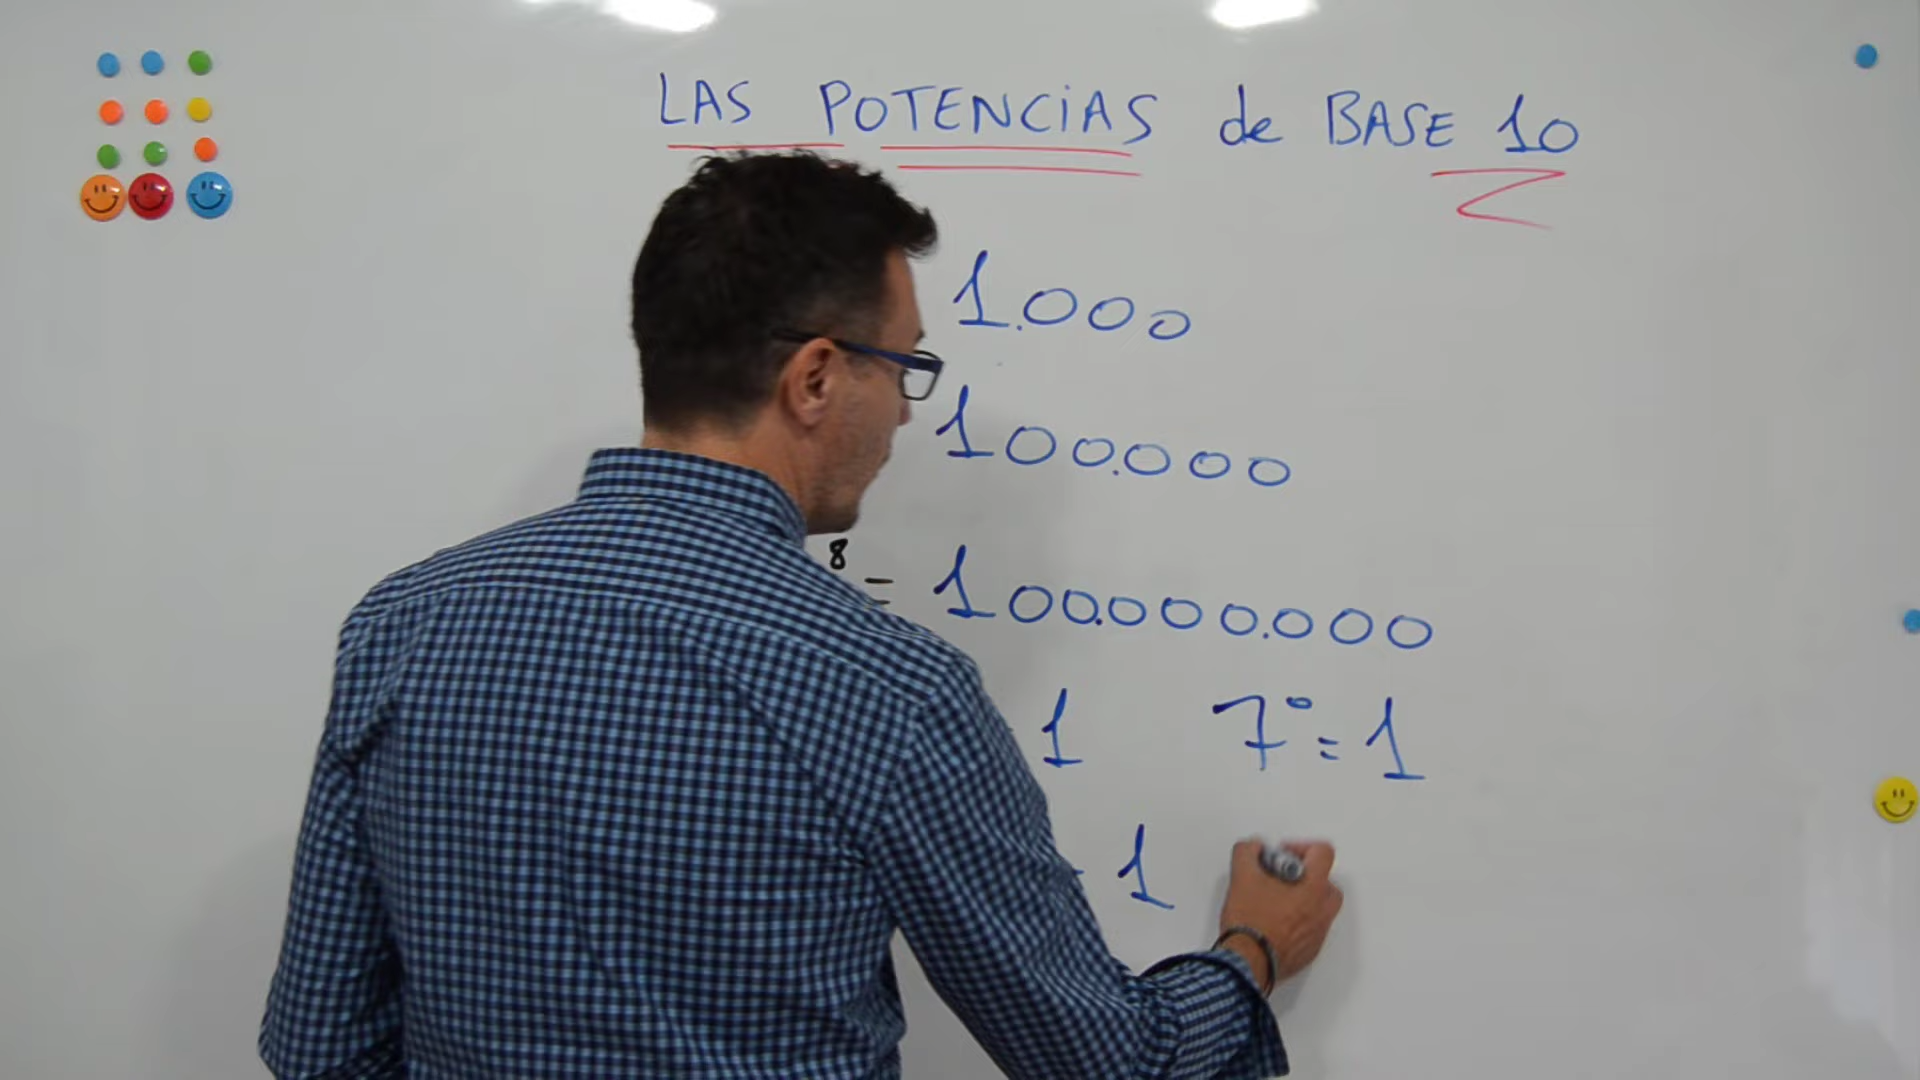 LAS POTENCIAS de BASE 10
1.000
100.000
8 = 100.000.000
1 7° = 1
1